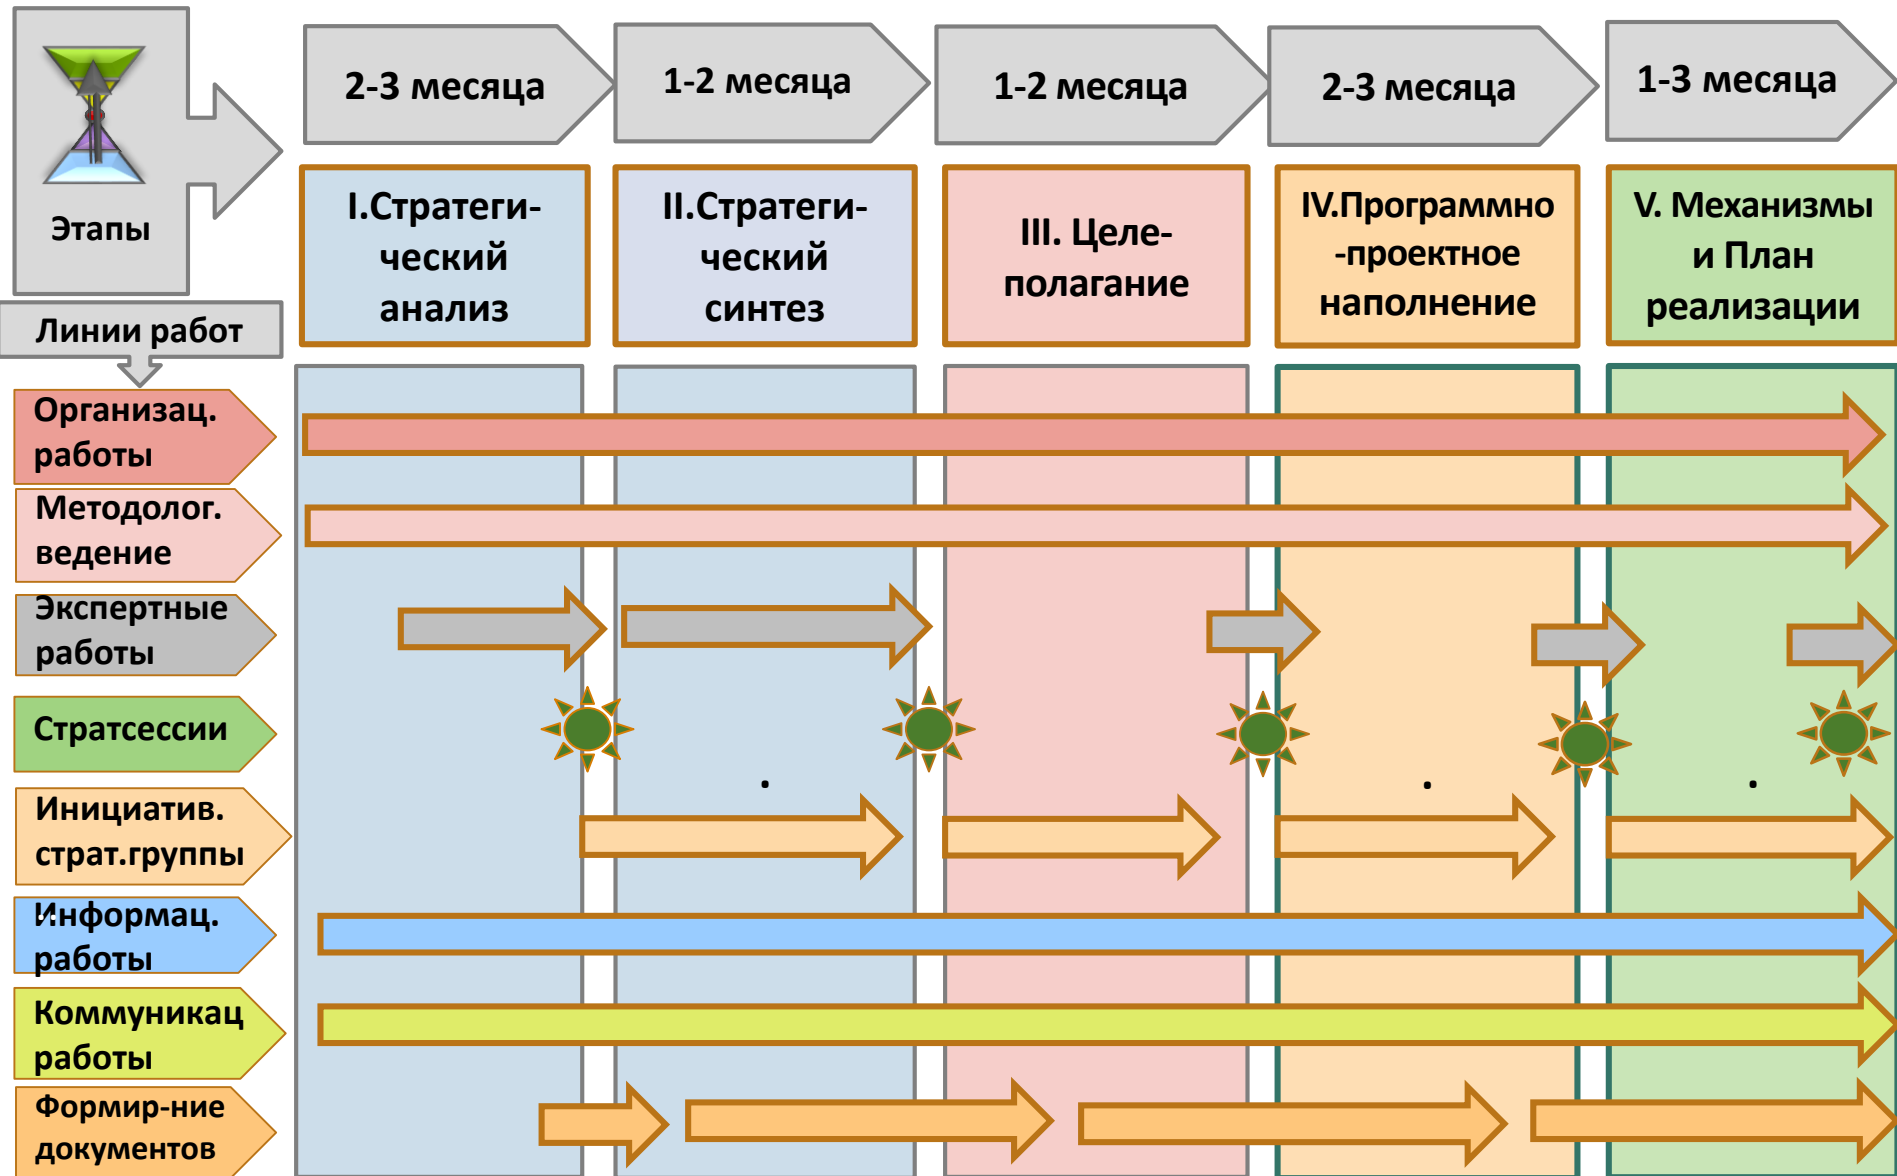 2-3 месяца
1-2 месяца
1-2 месяца
2-3 месяца
1-3 месяца
Этапы
I.Стратеги-
ческий
анализ
II.Стратеги-
ческий
синтез
III. Целе-
полагание
IV.Программно
-проектное
наполнение
V. Механизмы
и План
реализации
Линии работ
Организац.
работы
Методолог.
ведение
Экспертные
работы
Стратсессии
Инициатив.
страт.группы
Информац.
работы
Коммуникац
работы
Формир-ние
документов